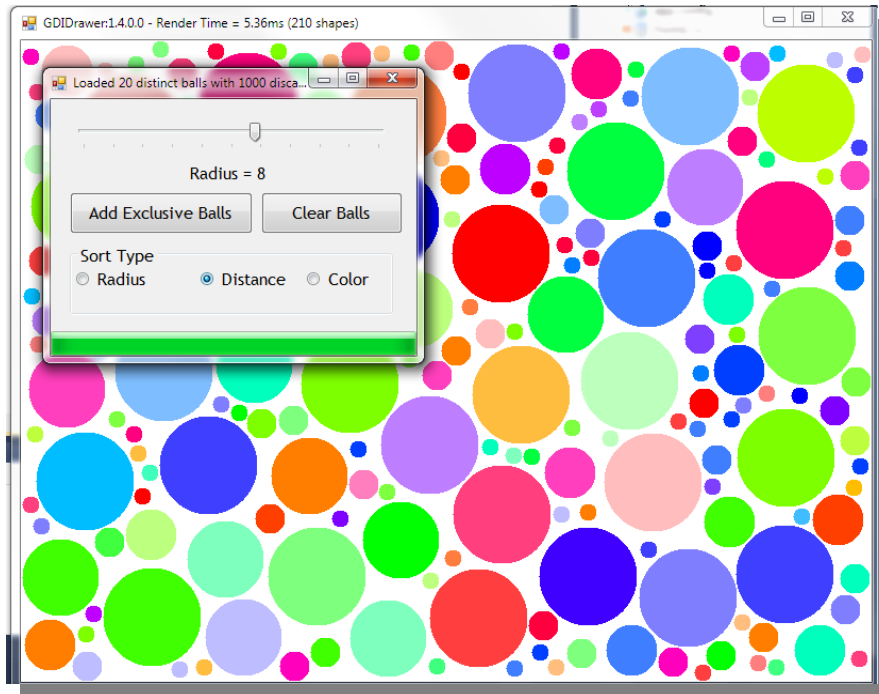 GDIDrawer:1.4.0.0 - Render Time = 5.36ms (210 shapes)
Loaded 20 distinct balls with 1000 disca...
Radius = 8
Add Exclusive Balls Clear Balls
Sort Type
Radius Distance Color